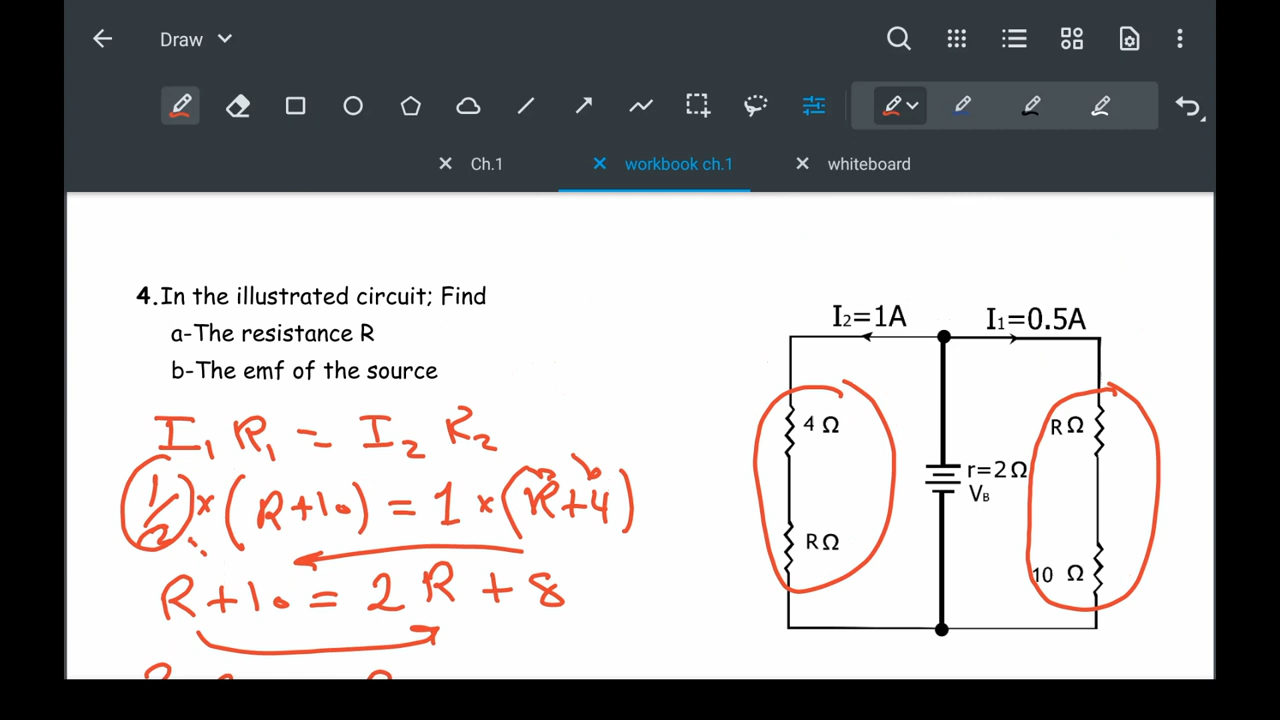 Draw
Ch.1
workbook ch.1
whiteboard
4.In the illustrated circuit; Find
a-The resistance R
b-The emf of the source
I₂=1A
I₁=0.5A
4 Ω
RΩ
r=2Ω
V_B
RΩ
10 Ω
I₁ R₁ = I₂ R₂
1/2 × (R+10) = 1 × (R+4)
R+10 = 2R + 8